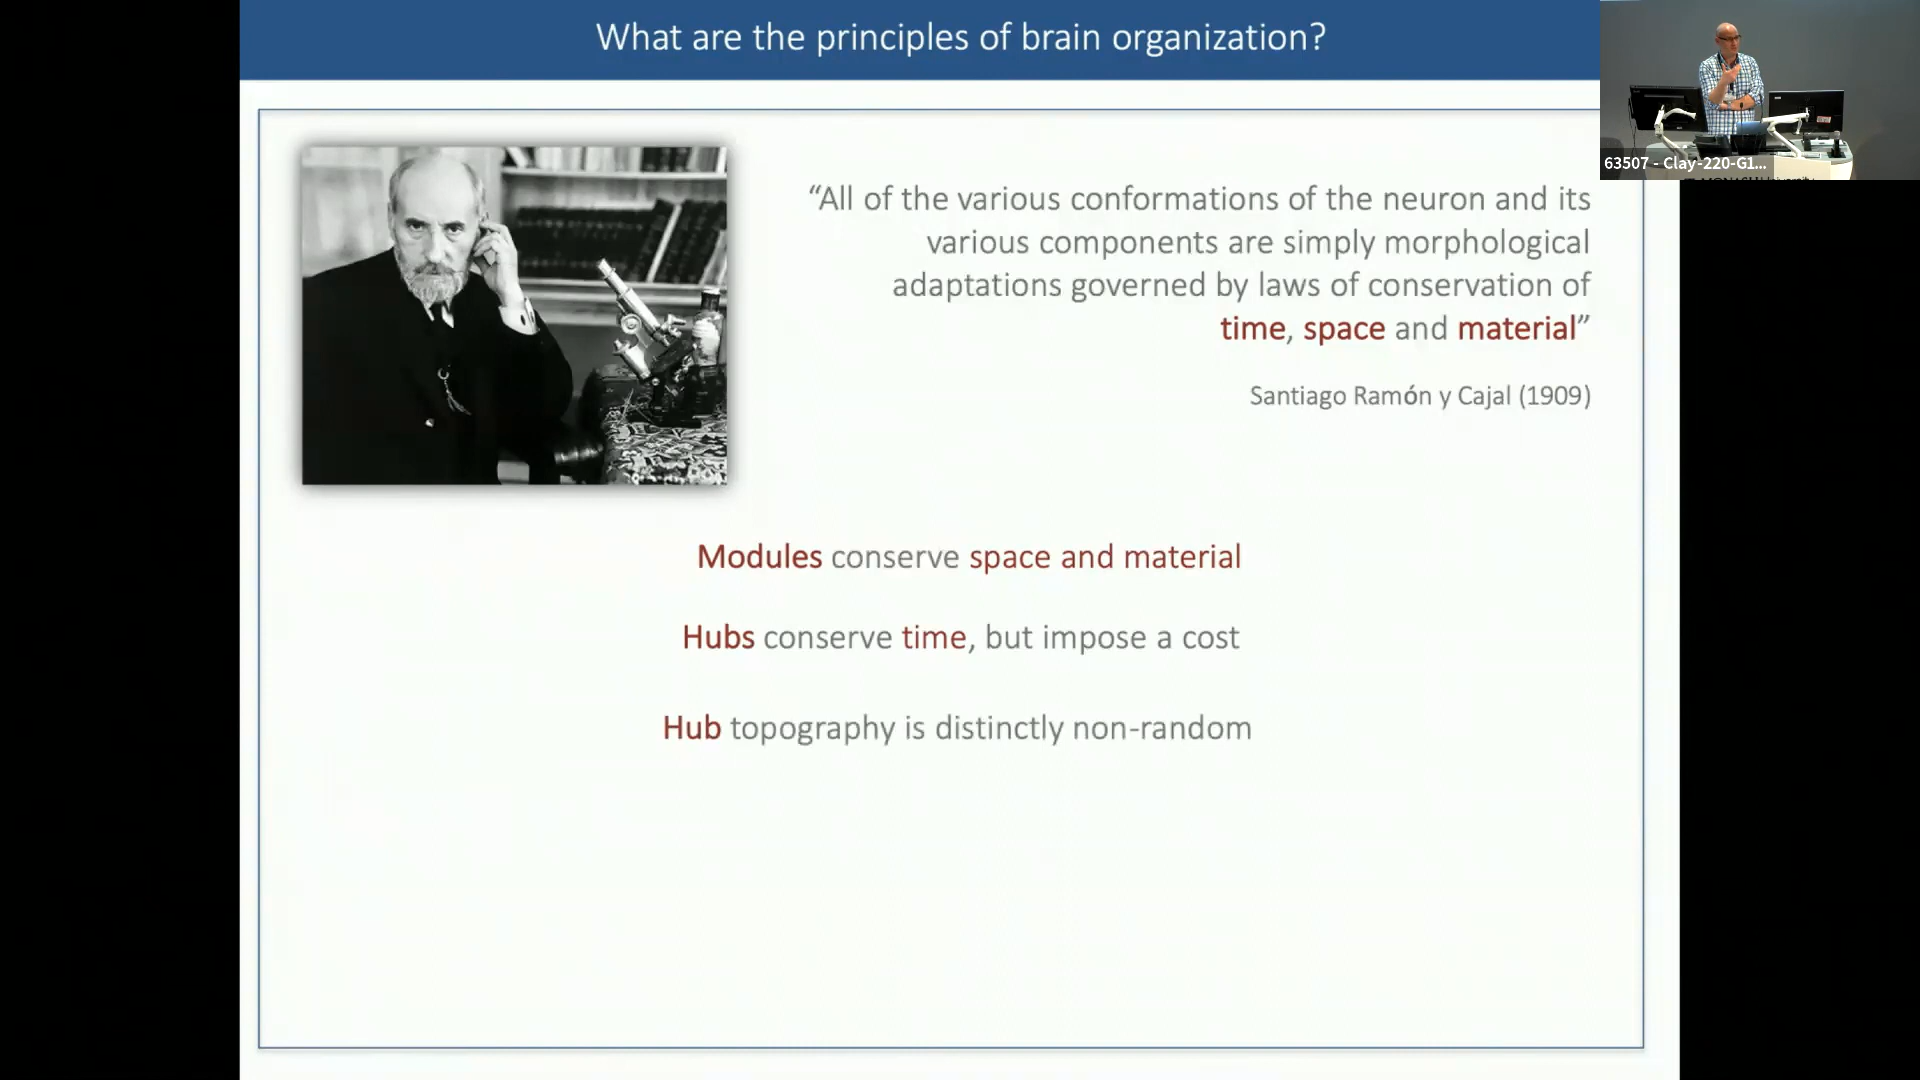 What are the principles of brain organization?
63507 - Clay-220-G1...
“All of the various conformations of the neuron and its
various components are simply morphological
adaptations governed by laws of conservation of
time, space and material”
Santiago Ramón y Cajal (1909)
Modules conserve space and material
Hubs conserve time, but impose a cost
Hub topography is distinctly non-random